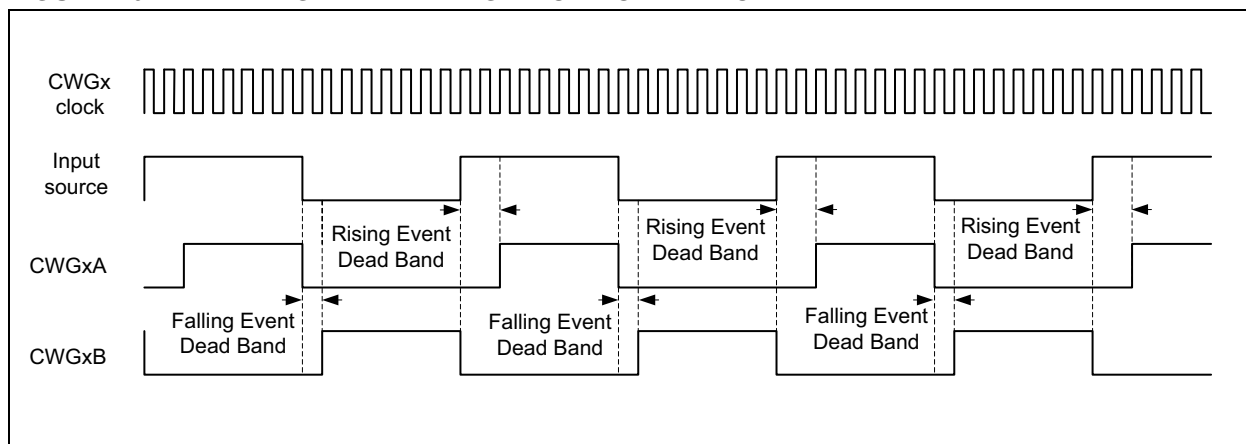 CWGx
clock
Input
source
Rising Event
Dead Band
Rising Event
Dead Band
Rising Event
Dead Band
CWGxA
Falling Event
Dead Band
Falling Event
Dead Band
Falling Event
Dead Band
CWGxB